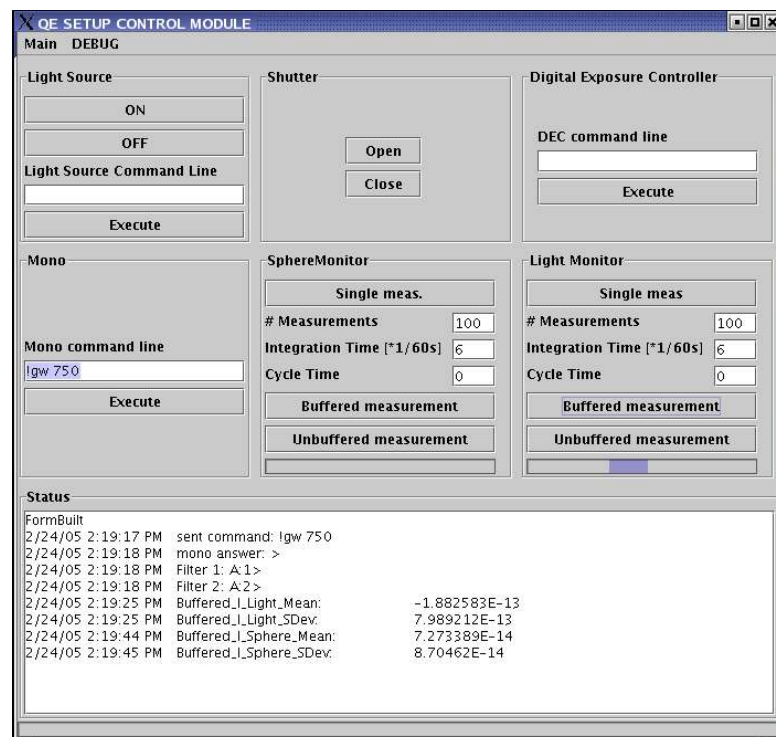 QE SETUP CONTROL MODULE
Main DEBUG
Light Source
ON
OFF
Light Source Command Line
Execute
Shutter
Open
Close
Digital Exposure Controller
DEC command line
Execute
Mono
Mono command line
!gw 750
Execute
SphereMonitor
Single meas.
# Measurements 100
Integration Time [*1/60s] 6
Cycle Time 0
Buffered measurement
Unbuffered measurement
Light Monitor
Single meas
# Measurements 100
Integration Time [*1/60s] 6
Cycle Time 0
Buffered measurement
Unbuffered measurement
Status
FormBuilt
2/24/05 2:19:17 PM sent command: !gw 750
2/24/05 2:19:18 PM mono answer: >
2/24/05 2:19:18 PM Filter 1: A:1>
2/24/05 2:19:18 PM Filter 2: A:2>
2/24/05 2:19:25 PM Buffered_I_Light_Mean: -1.882583E-13
2/24/05 2:19:25 PM Buffered_I_Light_SDev: 7.989212E-13
2/24/05 2:19:44 PM Buffered_I_Sphere_Mean: 7.273389E-14
2/24/05 2:19:45 PM Buffered_I_Sphere_SDev: 8.70462E-14